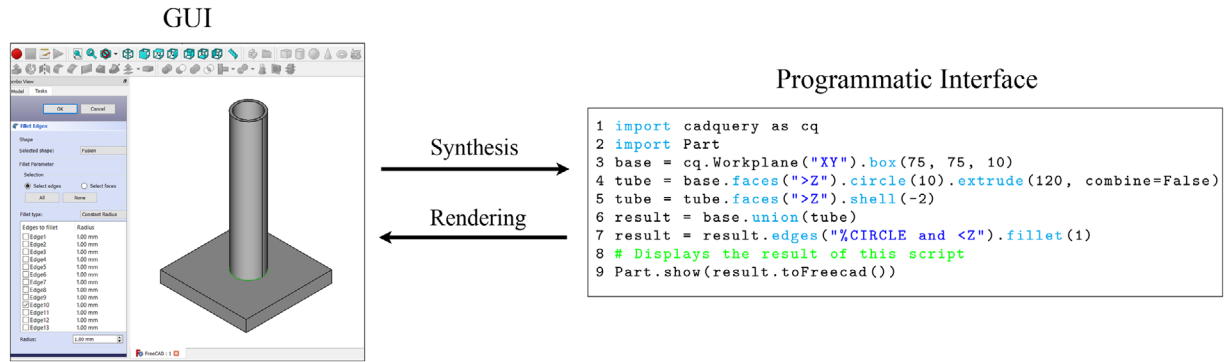 GUI
Combo View
Model Tasks
OK Cancel
Fillet Edges
Shape
Selected shape: Fusion
Fillet Parameter
Selection
Select edges Select faces
All None
Fillet type: Constant Radius
Edges to fillet Radius
Edge1 1.00 mm
Edge2 1.00 mm
Edge3 1.00 mm
Edge4 1.00 mm
Edge5 1.00 mm
Edge6 1.00 mm
Edge7 1.00 mm
Edge8 1.00 mm
Edge9 1.00 mm
Edge10 1.00 mm
Edge11 1.00 mm
Edge12 1.00 mm
Edge13 1.00 mm
Radius: 1.00 mm
FreeCAD : 1
Synthesis
Rendering
Programmatic Interface
1 import cadquery as cq
2 import Part
3 base = cq.Workplane("XY").box(75, 75, 10)
4 tube = base.faces(">Z").circle(10).extrude(120, combine=False)
5 tube = tube.faces(">Z").shell(-2)
6 result = base.union(tube)
7 result = result.edges("%CIRCLE and <Z").fillet(1)
8 # Displays the result of this script
9 Part.show(result.toFreecad())